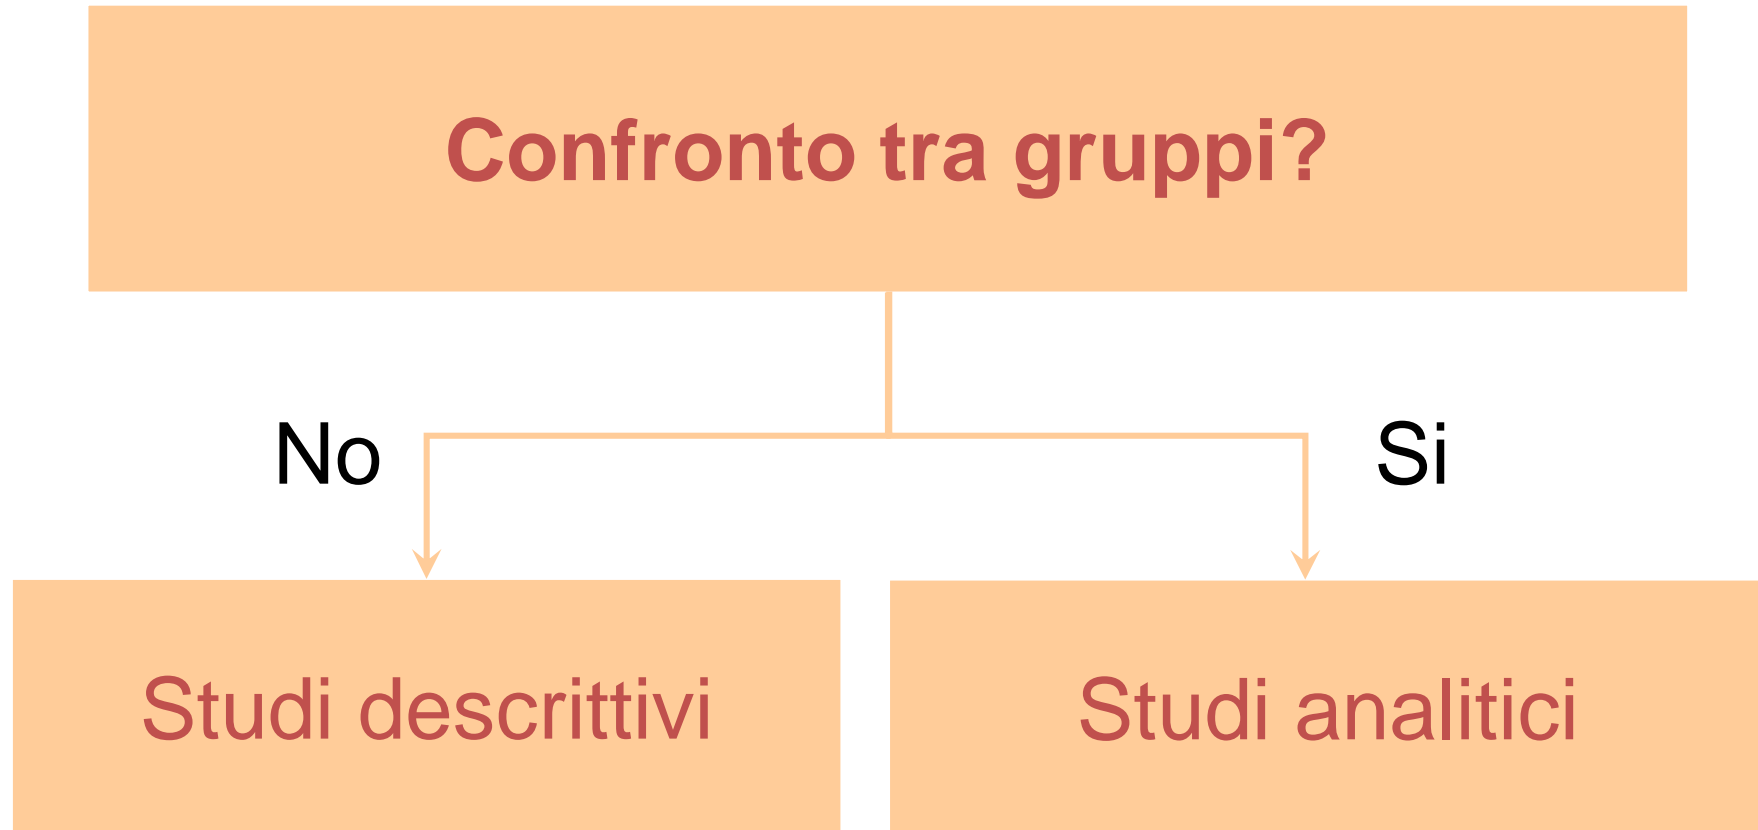 Confronto tra gruppi?
No
Si
Studi descrittivi
Studi analitici